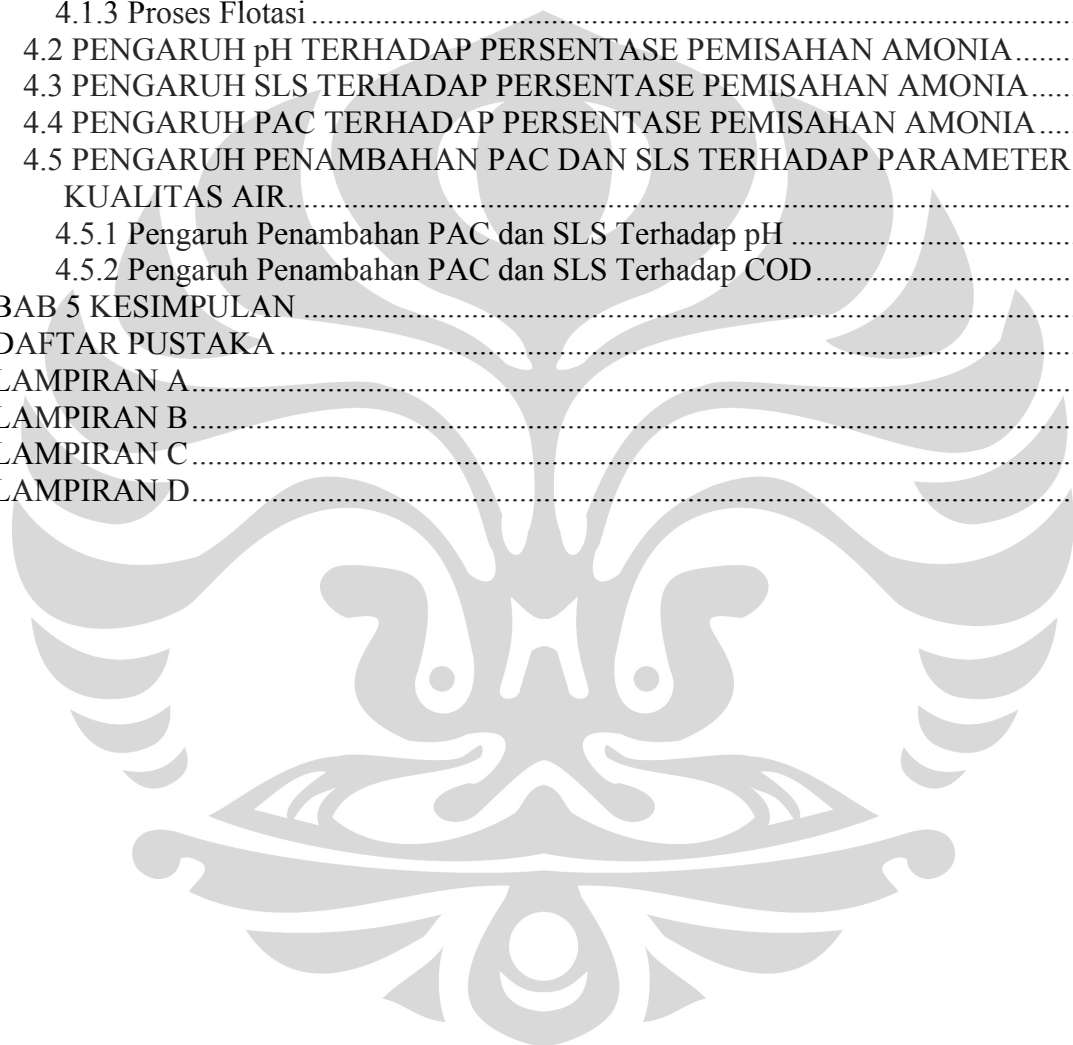 4.1.3 Proses Flotasi ....................................................................................................
4.2 PENGARUH pH TERHADAP PERSENTASE PEMISAHAN AMONIA........
4.3 PENGARUH SLS TERHADAP PERSENTASE PEMISAHAN AMONIA......
4.4 PENGARUH PAC TERHADAP PERSENTASE PEMISAHAN AMONIA.....
4.5 PENGARUH PENAMBAHAN PAC DAN SLS TERHADAP PARAMETER
KUALITAS AIR....................................................................................................
4.5.1 Pengaruh Penambahan PAC dan SLS Terhadap pH ....................................
4.5.2 Pengaruh Penambahan PAC dan SLS Terhadap COD.................................
BAB 5 KESIMPULAN ....................................................................................................
DAFTAR PUSTAKA ....................................................................................................
LAMPIRAN A....................................................................................................
LAMPIRAN B....................................................................................................
LAMPIRAN C....................................................................................................
LAMPIRAN D....................................................................................................